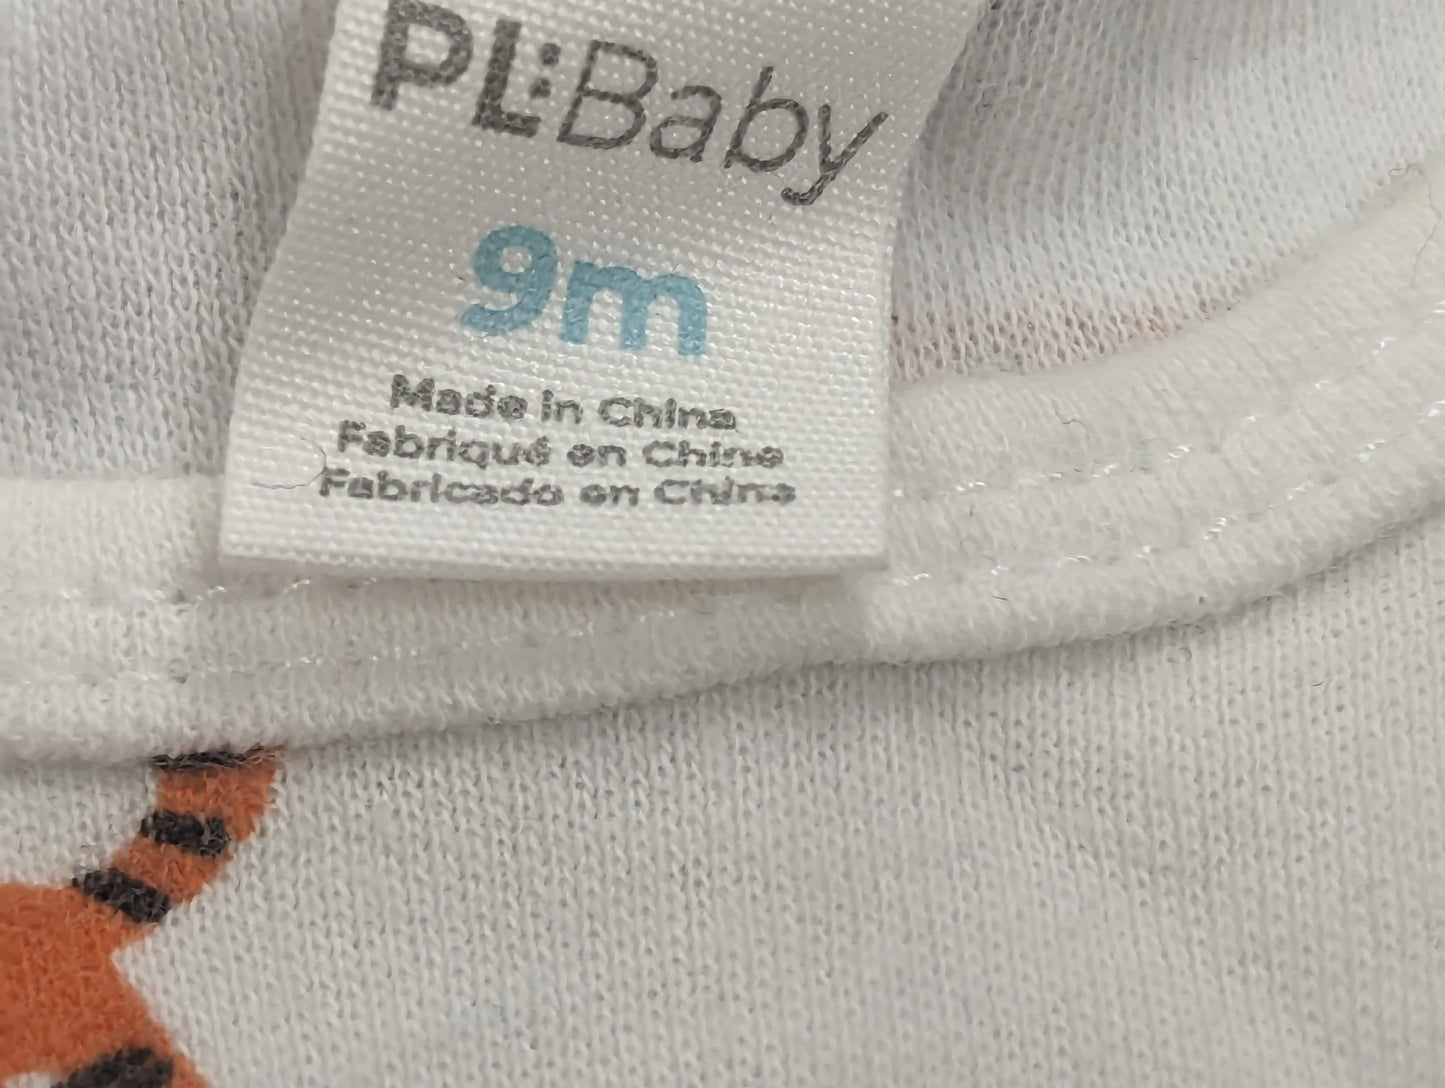 PL:Baby
9m
Made in China
Fabriqué en Chine
Fabricado en China